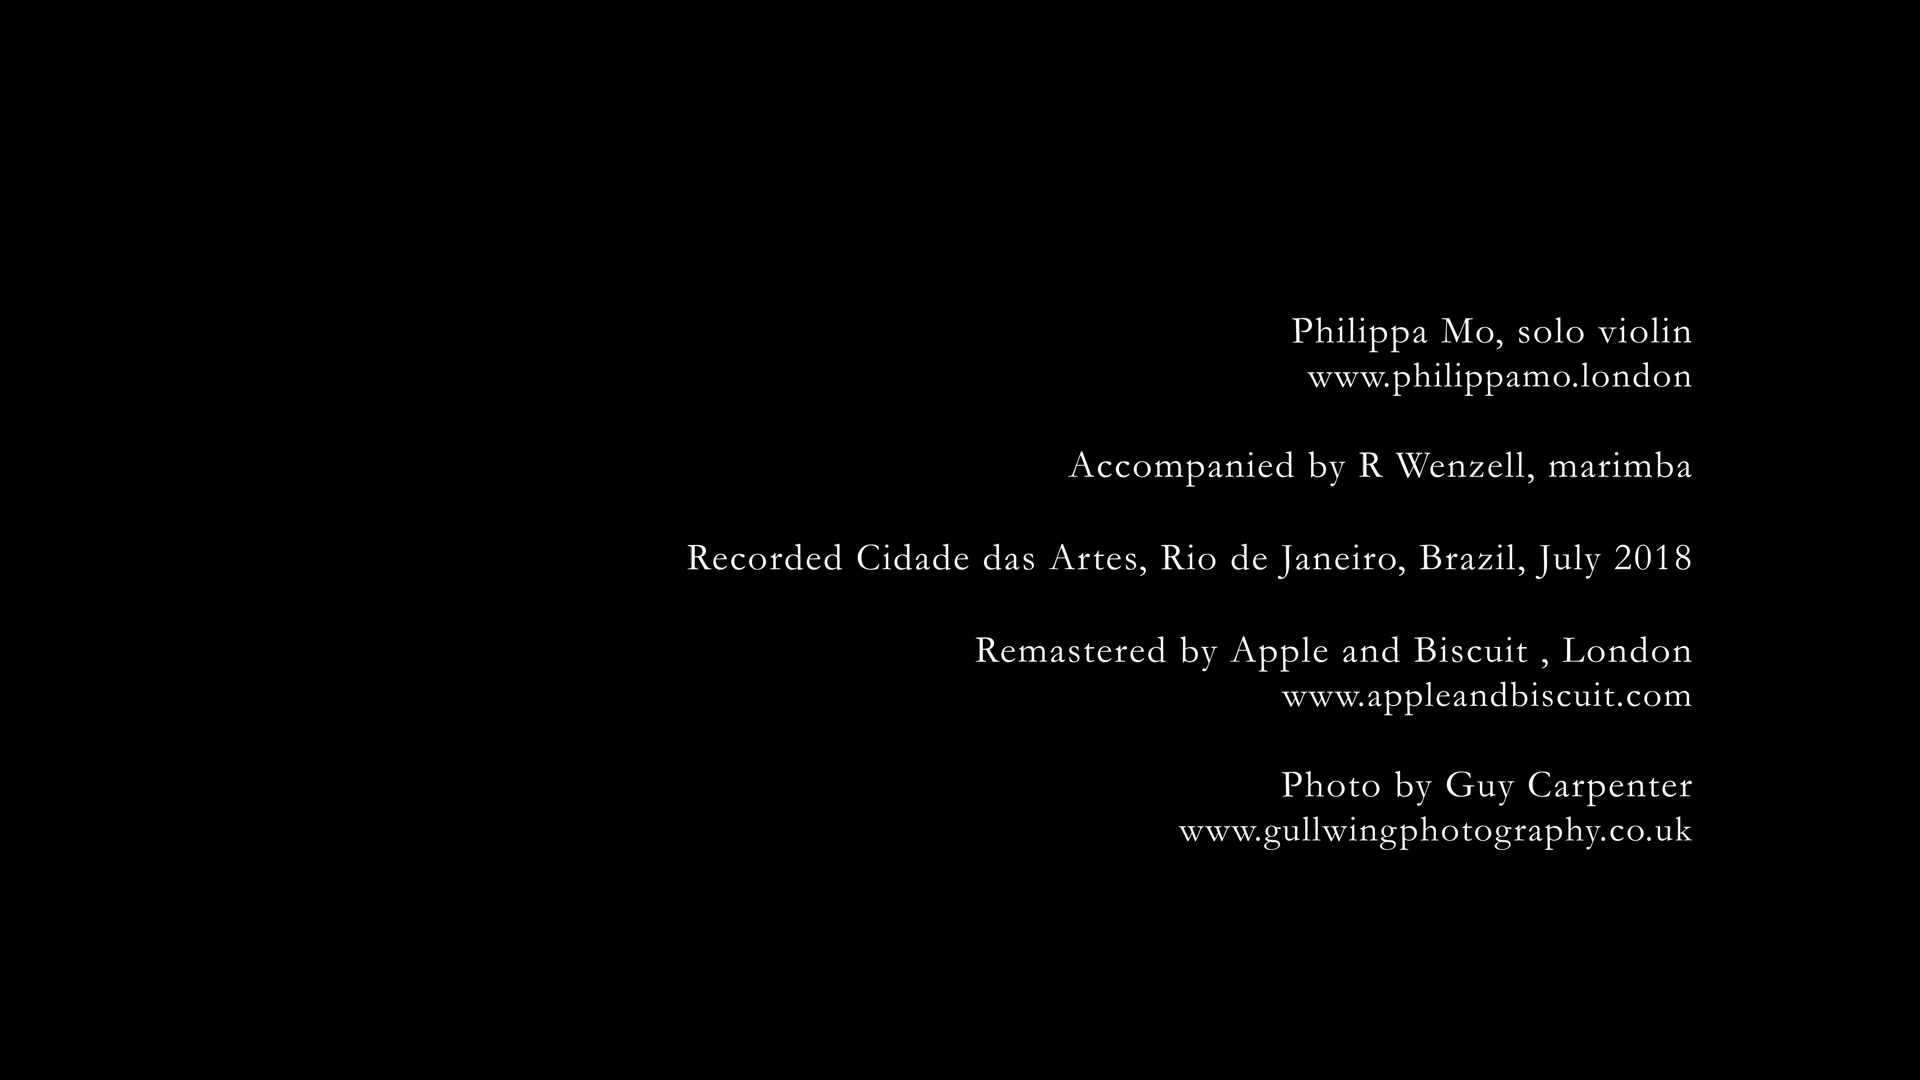 Philippa Mo, solo violin
www.philippamo.london
Accompanied by R Wenzell, marimba
Recorded Cidade das Artes, Rio de Janeiro, Brazil, July 2018
Remastered by Apple and Biscuit , London
www.appleandbiscuit.com
Photo by Guy Carpenter
www.gullwingphotography.co.uk